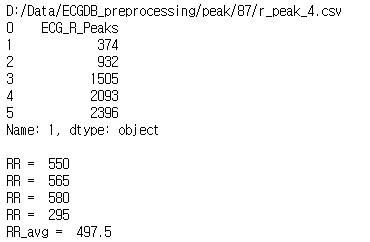 D:/Data/ECGDB_preprocessing/peak/87/r_peak_4.csv
0    ECG_R_Peaks
1            374
2            932
3           1505
4           2093
5           2396
Name: 1, dtype: object

RR =  550
RR =  565
RR =  580
RR =  295
RR_avg =  497.5